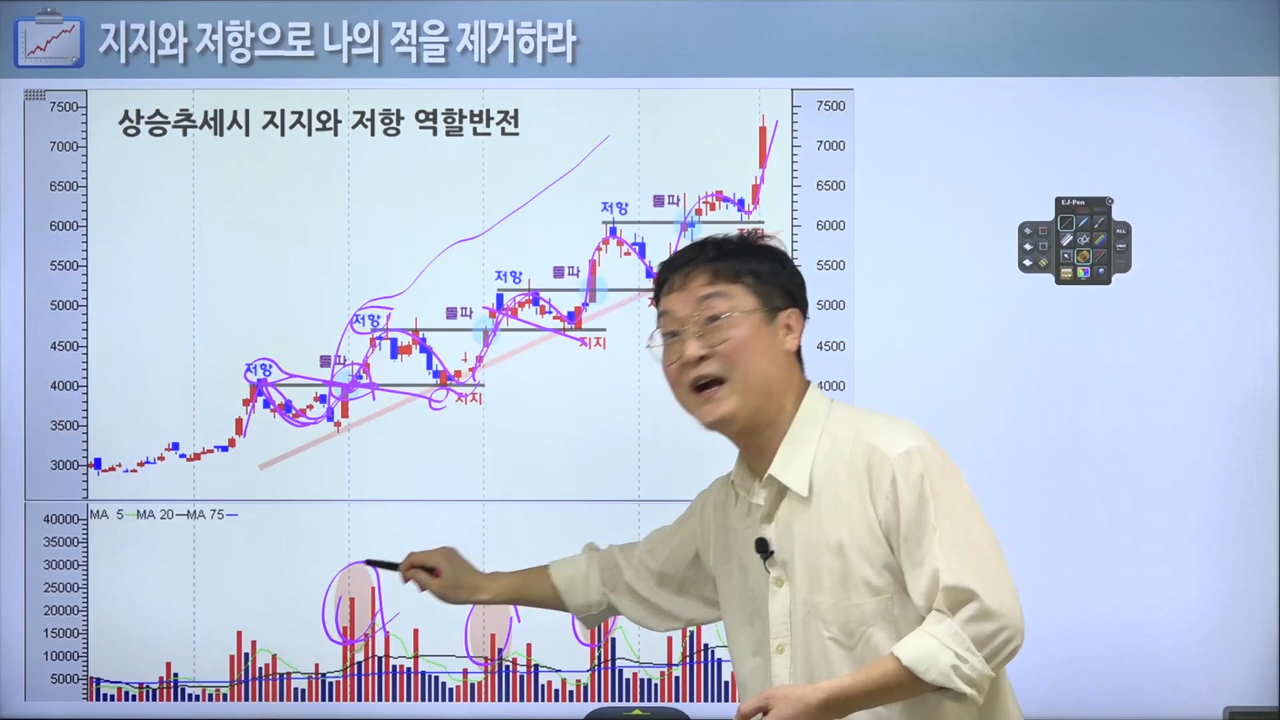 지지와 저항으로 나의 적을 제거하라
상승추세시 지지와 저항 역할반전
7500
7000
6500
6000
5500
5000
4500
4000
3500
3000
7500
7000
6500
6000
5500
5000
4500
4000
저항
돌파
저항
돌파
지지
저항
돌파
지지
저항
돌파
EJ-Pen
ALL
MA 5 MA 20 MA 75
40000
35000
30000
25000
20000
15000
10000
5000